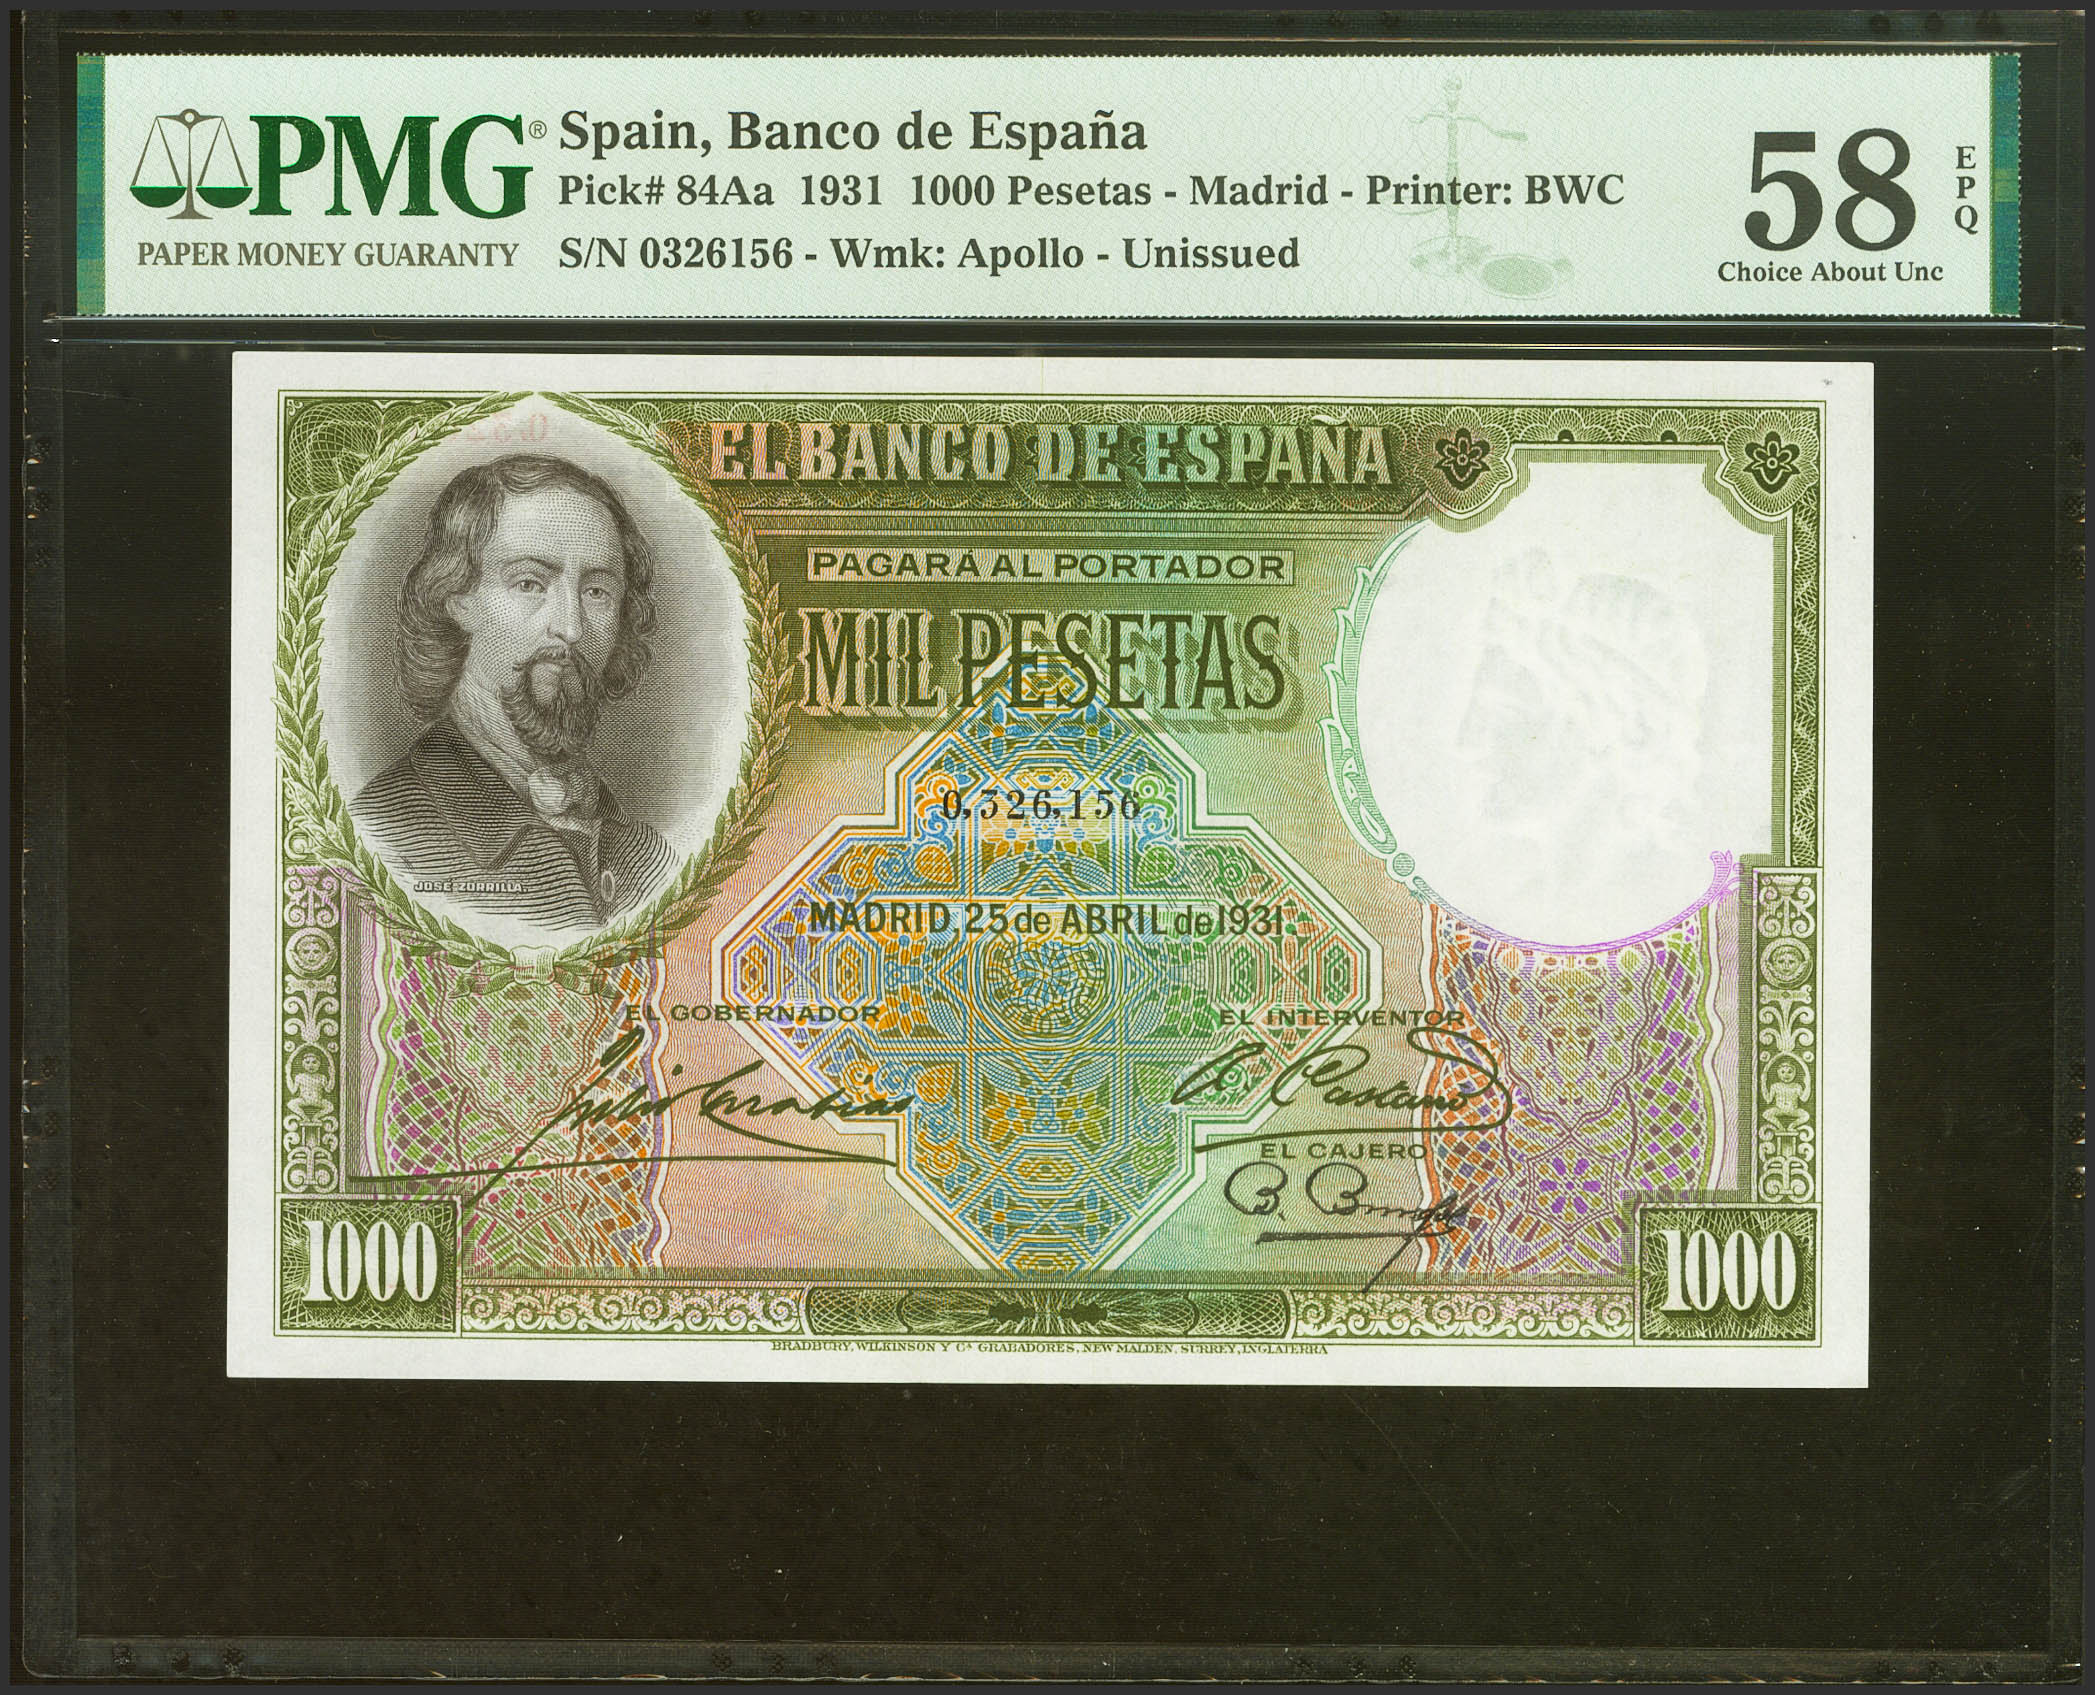 PMG®
PAPER MONEY GUARANTY
Spain, Banco de España
Pick# 84Aa 1931 1000 Pesetas - Madrid - Printer: BWC
S/N 0326156 - Wmk: Apollo - Unissued
58
EPQ
Choice About Unc
EL BANCO DE ESPAÑA
PAGARÁ AL PORTADOR
MIL PESETAS
0,326,156
JOSÉ ZORRILLA.
MADRID, 25 de ABRIL de 1931.
EL GOBERNADOR
EL INTERVENTOR
A. Castaño
EL CAJERO
1000
1000
BRADBURY, WILKINSON Y Cª GRABADORES, NEW MALDEN, SURREY, INGLATERRA